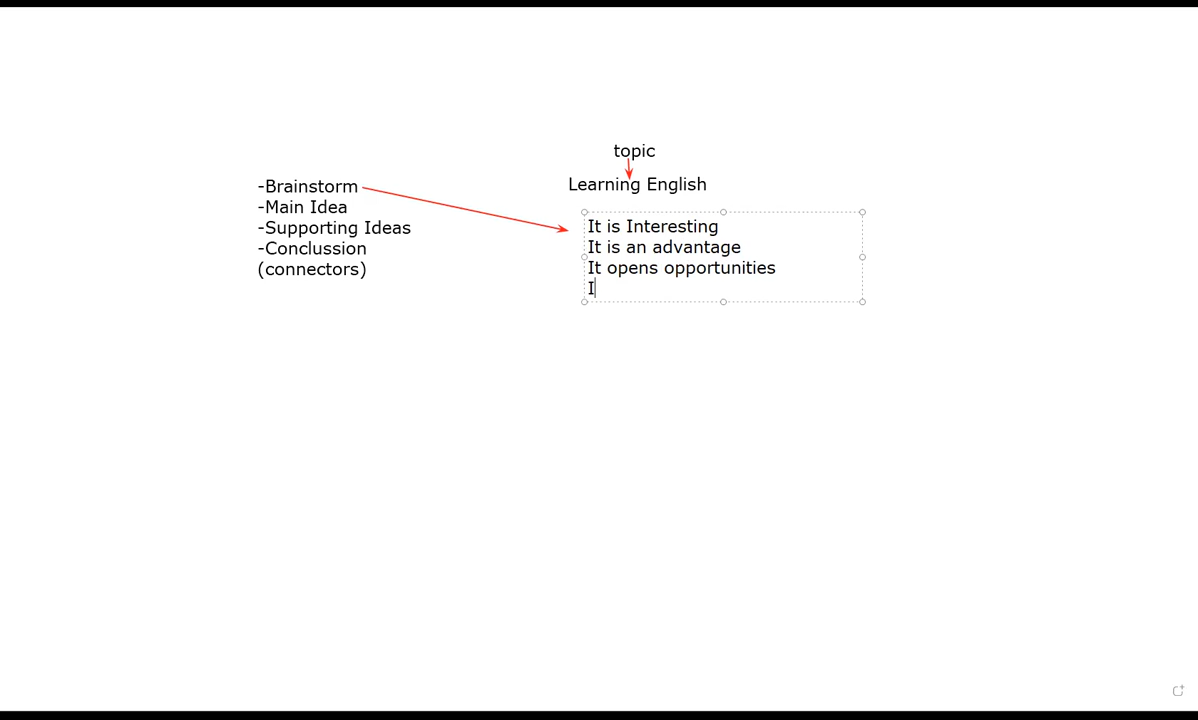 topic
Learning English
-Brainstorm
-Main Idea
-Supporting Ideas
-Conclussion
(connectors)
It is Interesting
It is an advantage
It opens opportunities
I